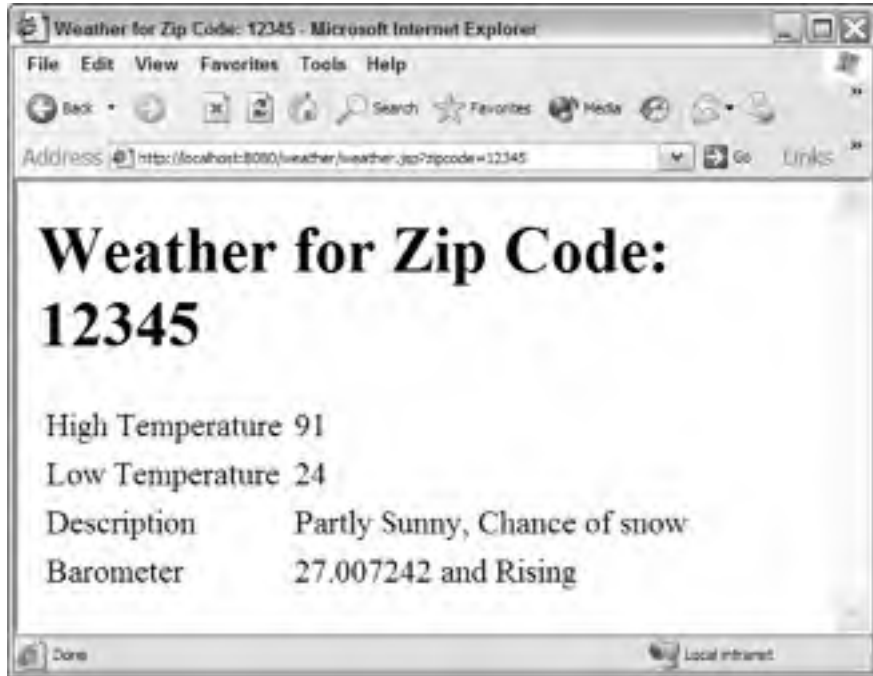 Weather for Zip Code: 12345 - Microsoft Internet Explorer
File Edit View Favorites Tools Help
Back Search Favorites Media
Address http://localhost:8080/weather/weather.jsp?zipcode=12345 Go Links
Weather for Zip Code:
12345
High Temperature 91
Low Temperature 24
Description Partly Sunny, Chance of snow
Barometer 27.007242 and Rising
Done Local intranet